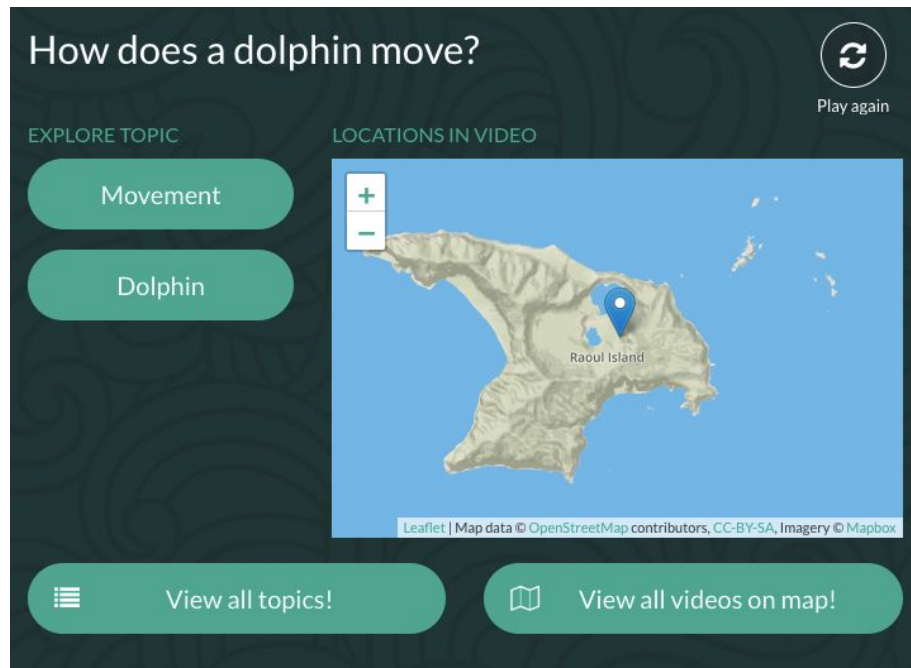 How does a dolphin move?
Play again
EXPLORE TOPIC
LOCATIONS IN VIDEO
Movement
Dolphin
+
−
Raoul Island
Leaflet | Map data © OpenStreetMap contributors, CC-BY-SA, Imagery © Mapbox
View all topics!
View all videos on map!